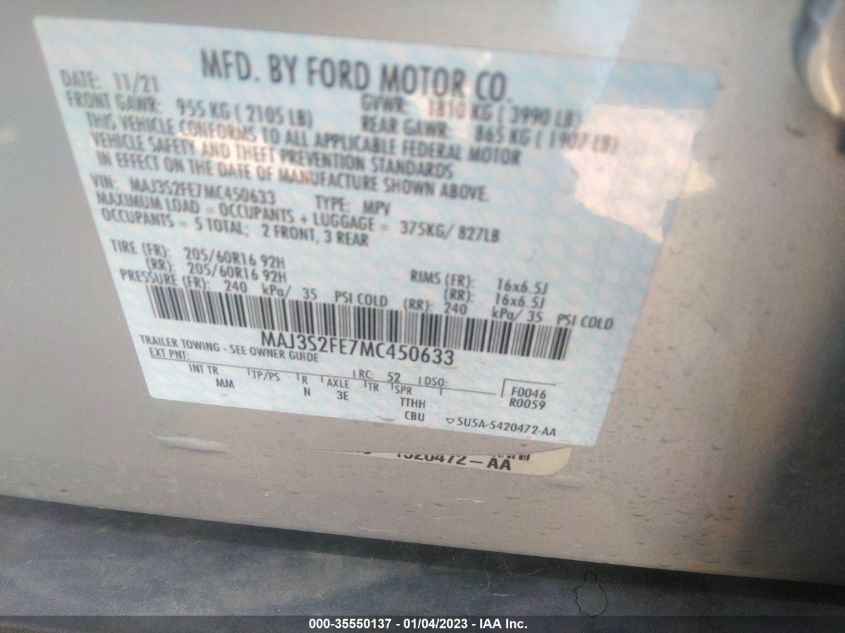 MFD. BY FORD MOTOR CO.
DATE: 11/21 GVWR: 1810 KG ( 3990 LB)
FRONT GAWR: 955 KG ( 2105 LB) REAR GAWR: 865 KG ( 1907 LB)
THIS VEHICLE CONFORMS TO ALL APPLICABLE FEDERAL MOTOR
VEHICLE SAFETY AND THEFT PREVENTION STANDARDS
IN EFFECT ON THE DATE OF MANUFACTURE SHOWN ABOVE.
VIN: MAJ3S2FE7MC450633 TYPE: MPV
MAXIMUM LOAD = OCCUPANTS + LUGGAGE = 375KG/ 827LB
OCCUPANTS = 5 TOTAL; 2 FRONT, 3 REAR
TIRE (FR): 205/60R16 92H RIMS (FR): 16x6.5J
(RR): 205/60R16 92H (RR): 16x6.5J
PRESSURE (FR): 240 kPa/ 35 PSI COLD (RR): 240 kPa/ 35 PSI COLD
MAJ3S2FE7MC450633
TRAILER TOWING - SEE OWNER GUIDE
EXT PNT: RC: 52 DSO: F0046
INT TR TP/PS R AXLE TR SPR R0059
MM N 3E TTHH
CBU 5U5A-5420472-AA
1520472-AA
000-35550137 - 01/04/2023 - IAA Inc.